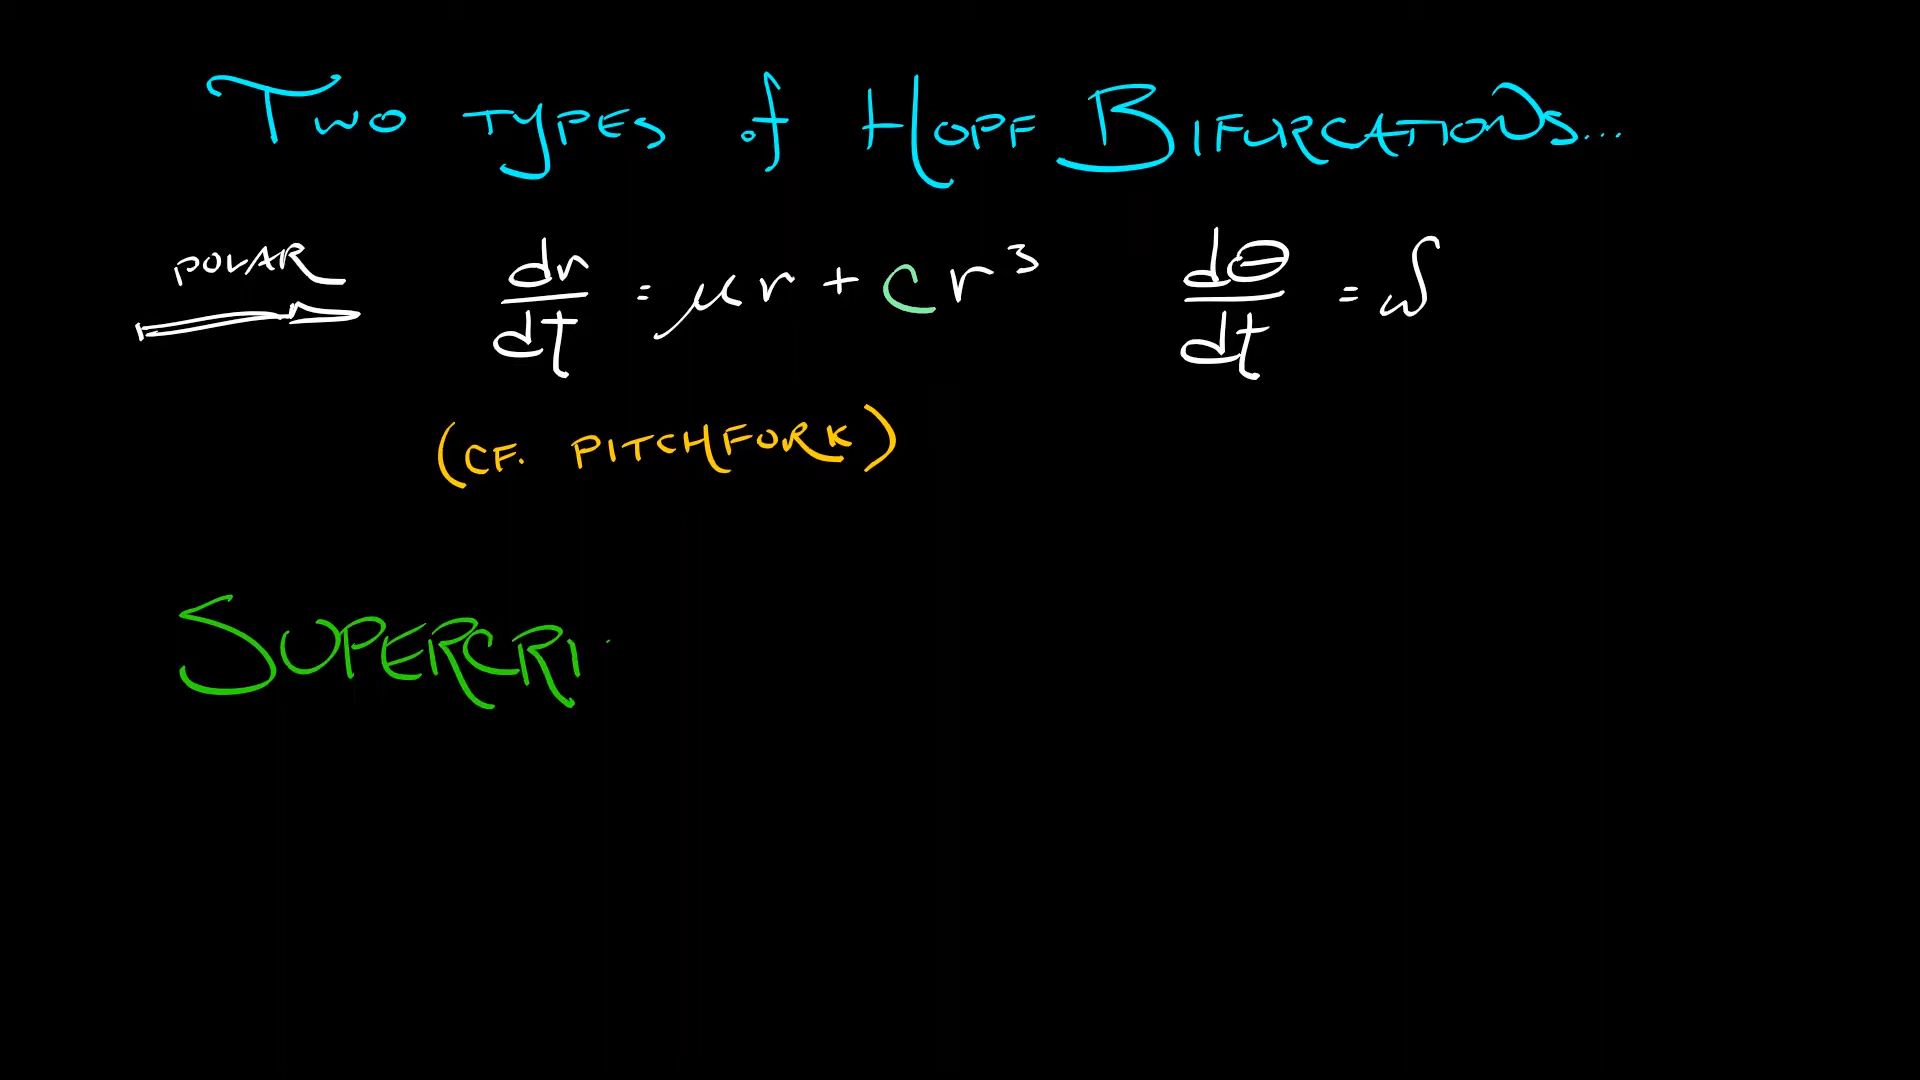 TWO TYPES of HOPF BIFURCATIONS...
POLAR dr/dt = μr + cr³ dθ/dt = ω
(CF. PITCHFORK)
SUPERCRI